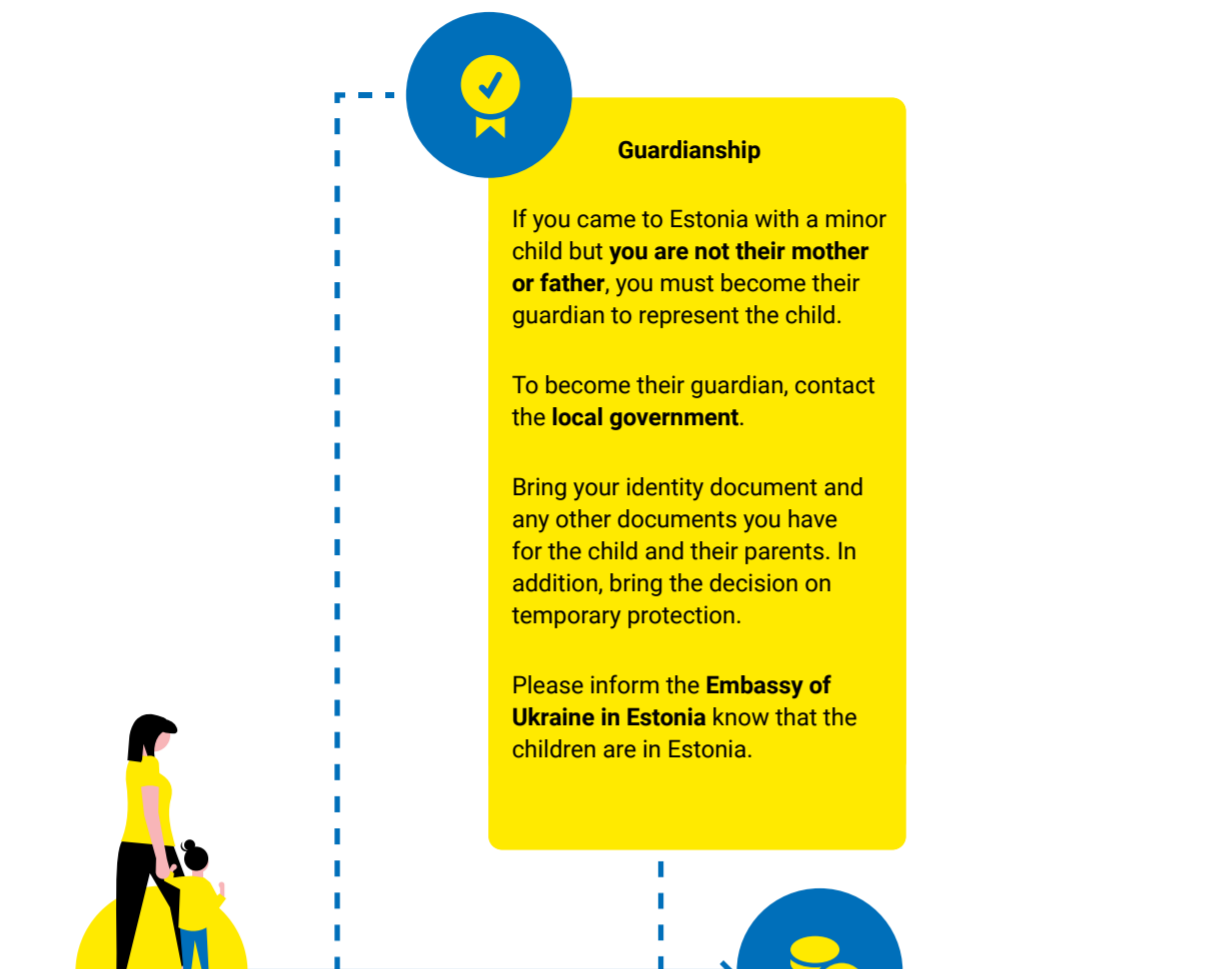 Guardianship
If you came to Estonia with a minor
child but you are not their mother
or father, you must become their
guardian to represent the child.
To become their guardian, contact
the local government.
Bring your identity document and
any other documents you have
for the child and their parents. In
addition, bring the decision on
temporary protection.
Please inform the Embassy of
Ukraine in Estonia know that the
children are in Estonia.